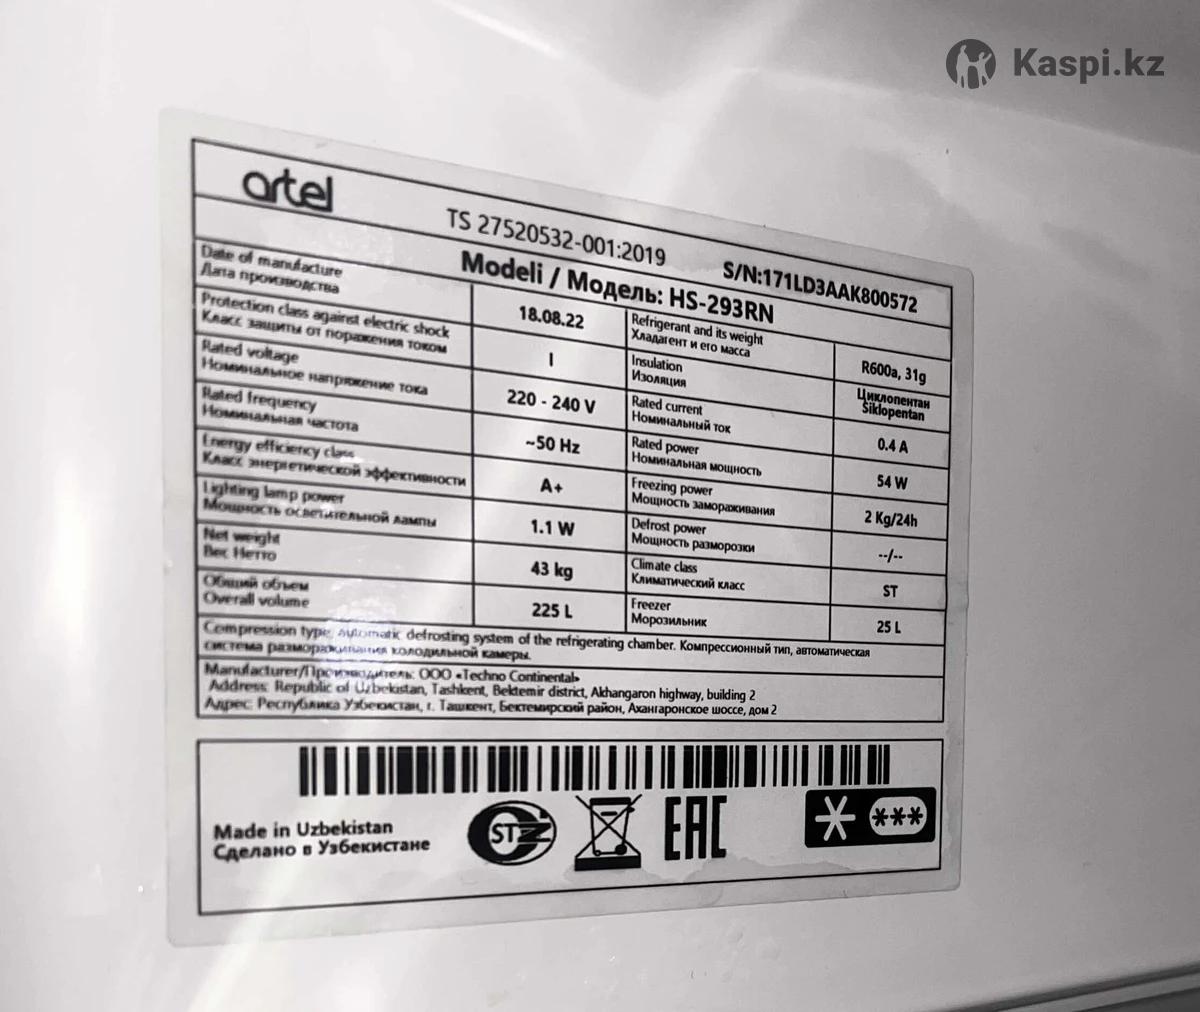 Kaspi.kz
artel
TS 27520532-001:2019
S/N:171LD3AAK800572
Modeli / Модель: HS-293RN
Date of manufacture
Дата производства
18.08.22
Refrigerant and its weight
Хладагент и его масса
R600a, 31g
Protection class against electric shock
Класс защиты от поражения током
I
Insulation
Изоляция
Циклопентан
Siklopentan
Rated voltage
Номинальное напряжение тока
220 - 240 V
Rated current
Номинальный ток
0.4 A
Rated frequency
Номинальная частота
~50 Hz
Rated power
Номинальная мощность
54 W
Energy efficiency class
Класс энергетической эффективности
A+
Freezing power
Мощность замораживания
2 Kg/24h
Lighting lamp power
Мощность осветительной лампы
1.1 W
Defrost power
Мощность разморозки
--/--
Net weight
Вес Нетто
43 kg
Climate class
Климатический класс
ST
Общий объем
Overall volume
225 L
Freezer
Морозильник
25 L
Compression type, automatic defrosting system of the refrigerating chamber. Компрессионный тип, автоматическая
система размораживания холодильной камеры.
Manufacturer/Производитель: ООО «Techno Continental»
Address: Republic of Uzbekistan, Tashkent, Bektemir district, Akhangaron highway, building 2
Адрес: Республика Узбекистан, г. Ташкент, Бектемирский район, Ахангаронское шоссе, дом 2
Made in Uzbekistan
Сделано в Узбекистане
ST
EAC